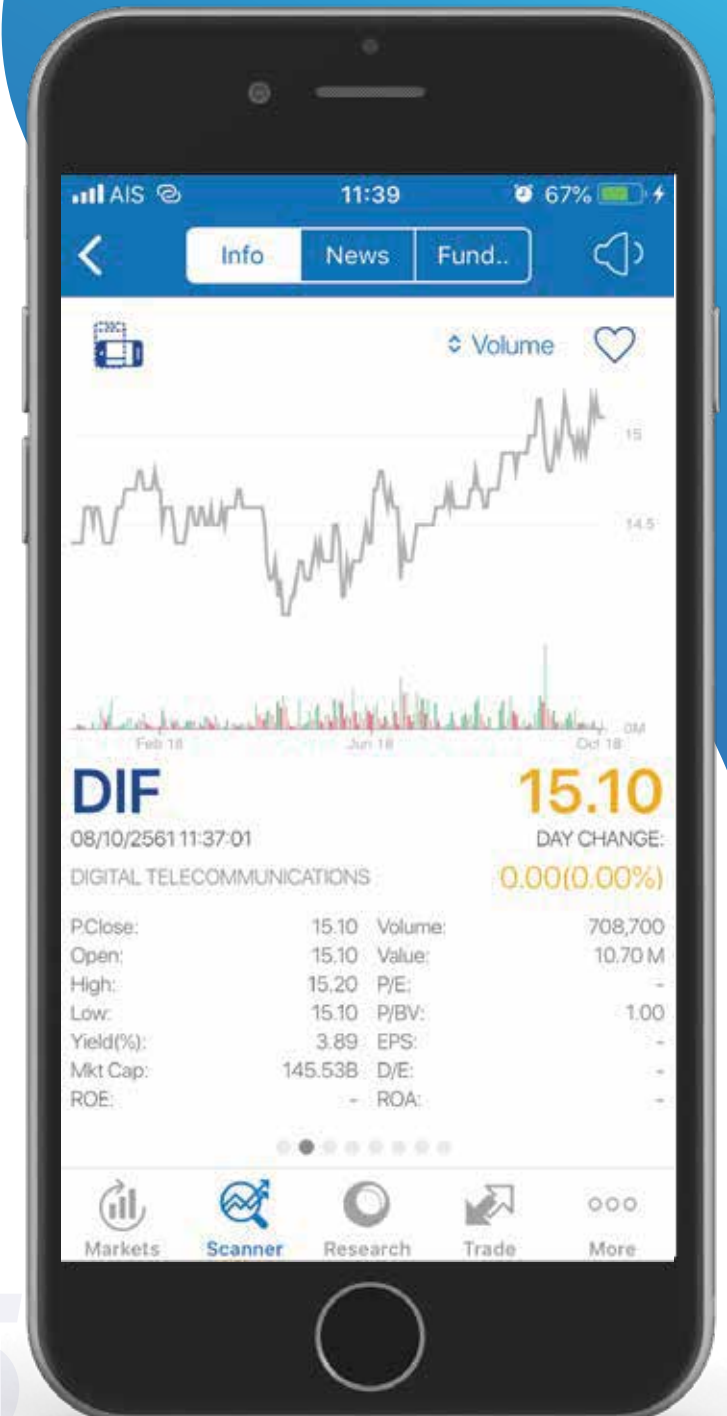 AIS 11:39 67%
Info News Fund..
Volume
15
14.5
0M
Feb 18 Jun 18 Oct 18
DIF 15.10
08/10/2561 11:37:01 DAY CHANGE:
DIGITAL TELECOMMUNICATIONS 0.00(0.00%)
P.Close: 15.10 Volume: 708,700
Open: 15.10 Value: 10.70 M
High: 15.20 P/E: -
Low: 15.10 P/BV: 1.00
Yield(%): 3.89 EPS: -
Mkt Cap: 145.53B D/E: -
ROE: - ROA: -
Markets Scanner Research Trade More
5